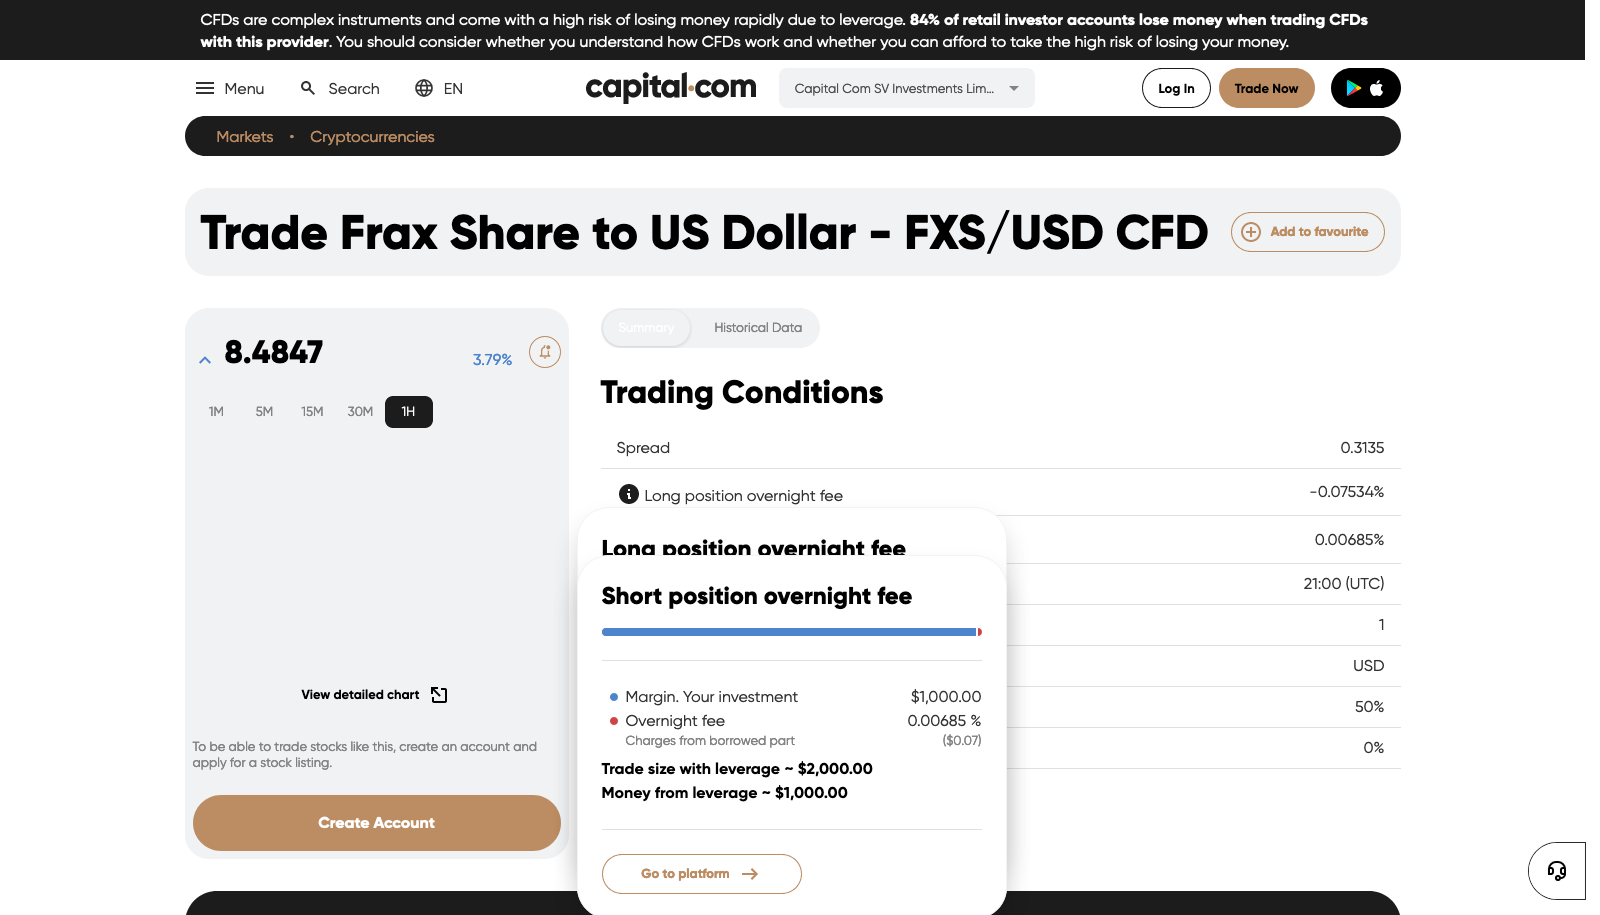 CFDs are complex instruments and come with a high risk of losing money rapidly due to leverage. 84% of retail investor accounts lose money when trading CFDs
with this provider. You should consider whether you understand how CFDs work and whether you can afford to take the high risk of losing your money.
Menu
Search
EN
capital.com
Capital Com SV Investments Lim...
Log In
Trade Now
Markets • Cryptocurrencies
Trade Frax Share to US Dollar - FXS/USD CFD
Add to favourite
8.4847
3.79%
1M 5M 15M 30M 1H
View detailed chart
To be able to trade stocks like this, create an account and
apply for a stock listing.
Create Account
Summary
Historical Data
Trading Conditions
Spread 0.3135
Long position overnight fee -0.07534%
0.00685%
21:00 (UTC)
1
USD
50%
0%
Long position overnight fee
Short position overnight fee
Margin. Your investment $1,000.00
Overnight fee 0.00685 %
Charges from borrowed part ($0.07)
Trade size with leverage ~ $2,000.00
Money from leverage ~ $1,000.00
Go to platform